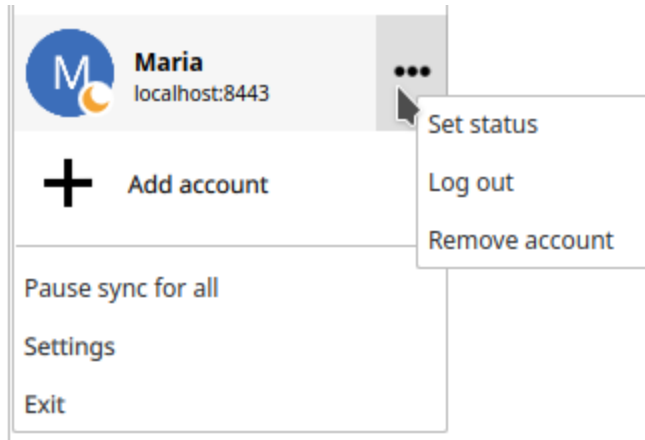 M
Maria
localhost:8443
Add account
Set status
Log out
Remove account
Pause sync for all
Settings
Exit